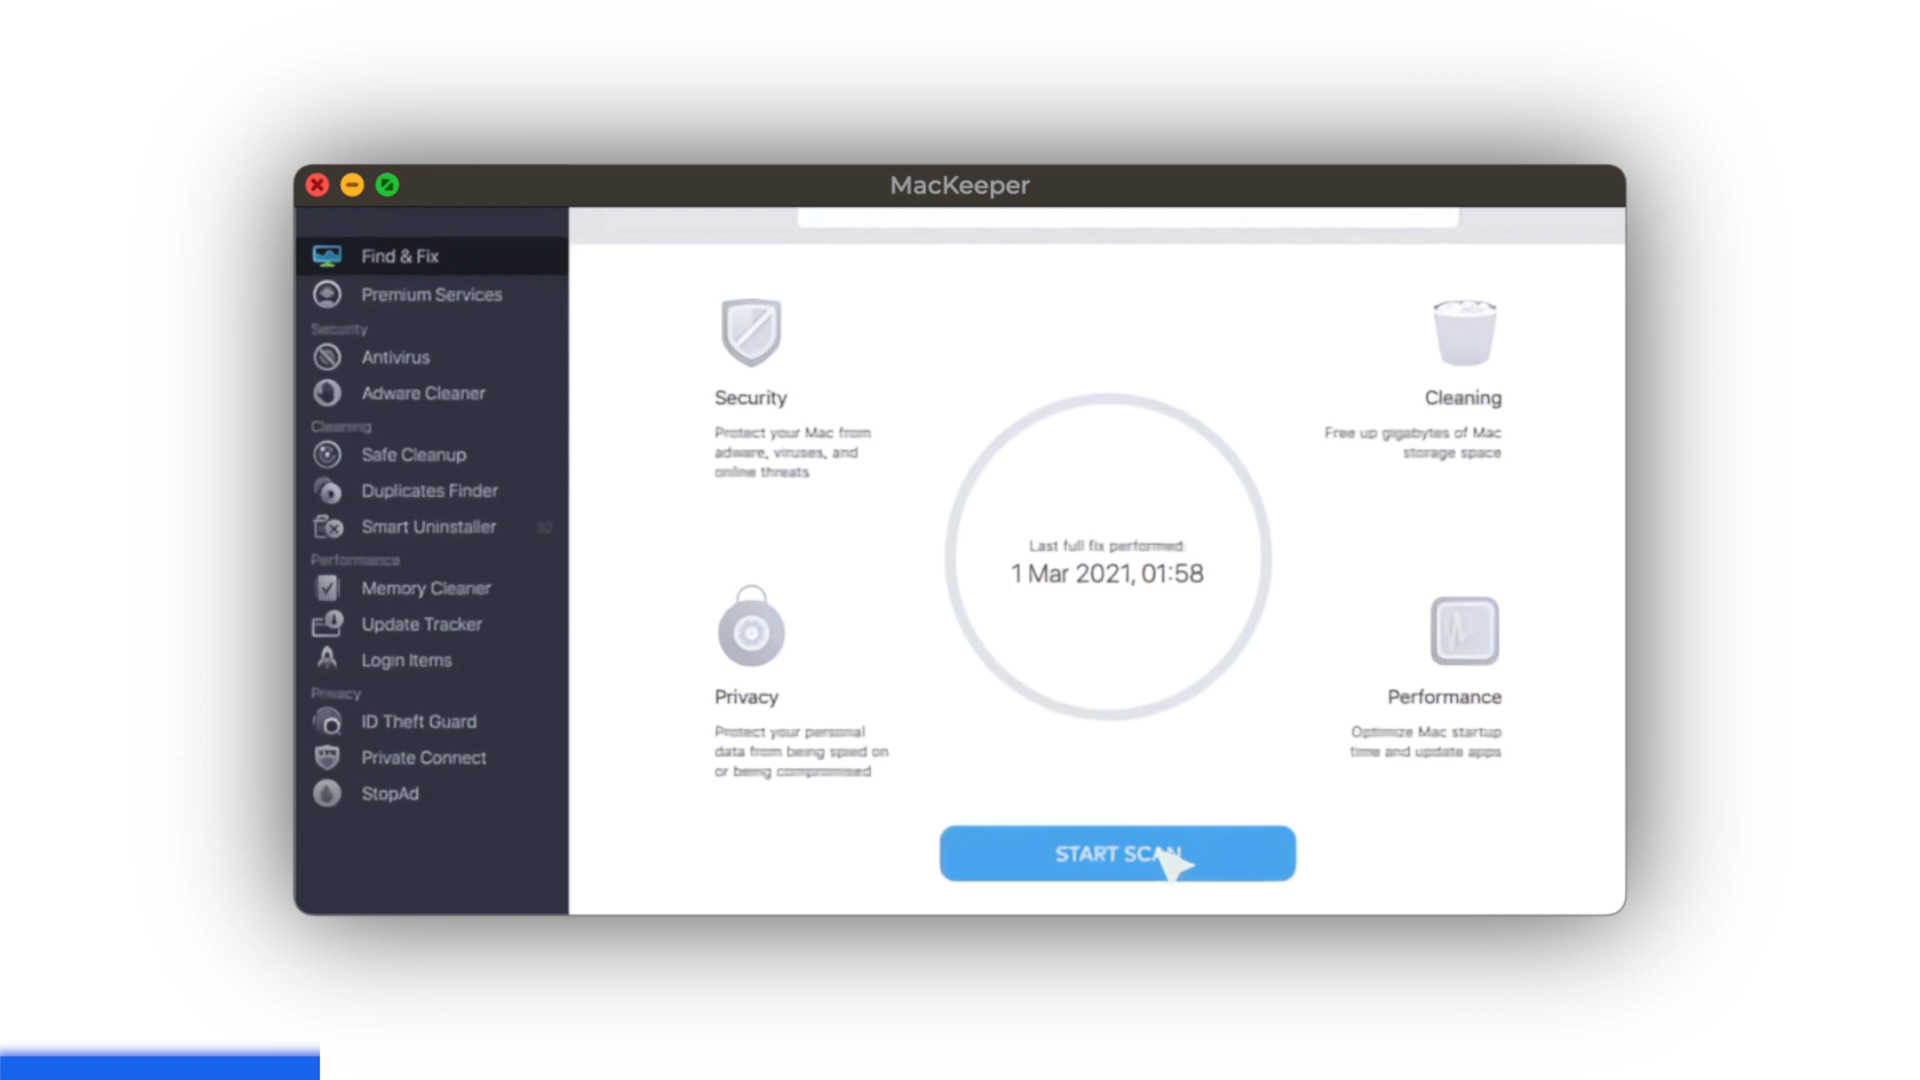 MacKeeper
Find & Fix
Premium Services
Security
Antivirus
Adware Cleaner
Cleaning
Safe Cleanup
Duplicates Finder
Smart Uninstaller 32
Performance
Memory Cleaner
Update Tracker
Login Items
Privacy
ID Theft Guard
Private Connect
StopAd
Security
Protect your Mac from
adware, viruses, and
online threats
Cleaning
Free up gigabytes of Mac
storage space
Last full fix performed:
1 Mar 2021, 01:58
Privacy
Protect your personal
data from being spied on
or being compromised
Performance
Optimize Mac startup
time and update apps
START SCAN